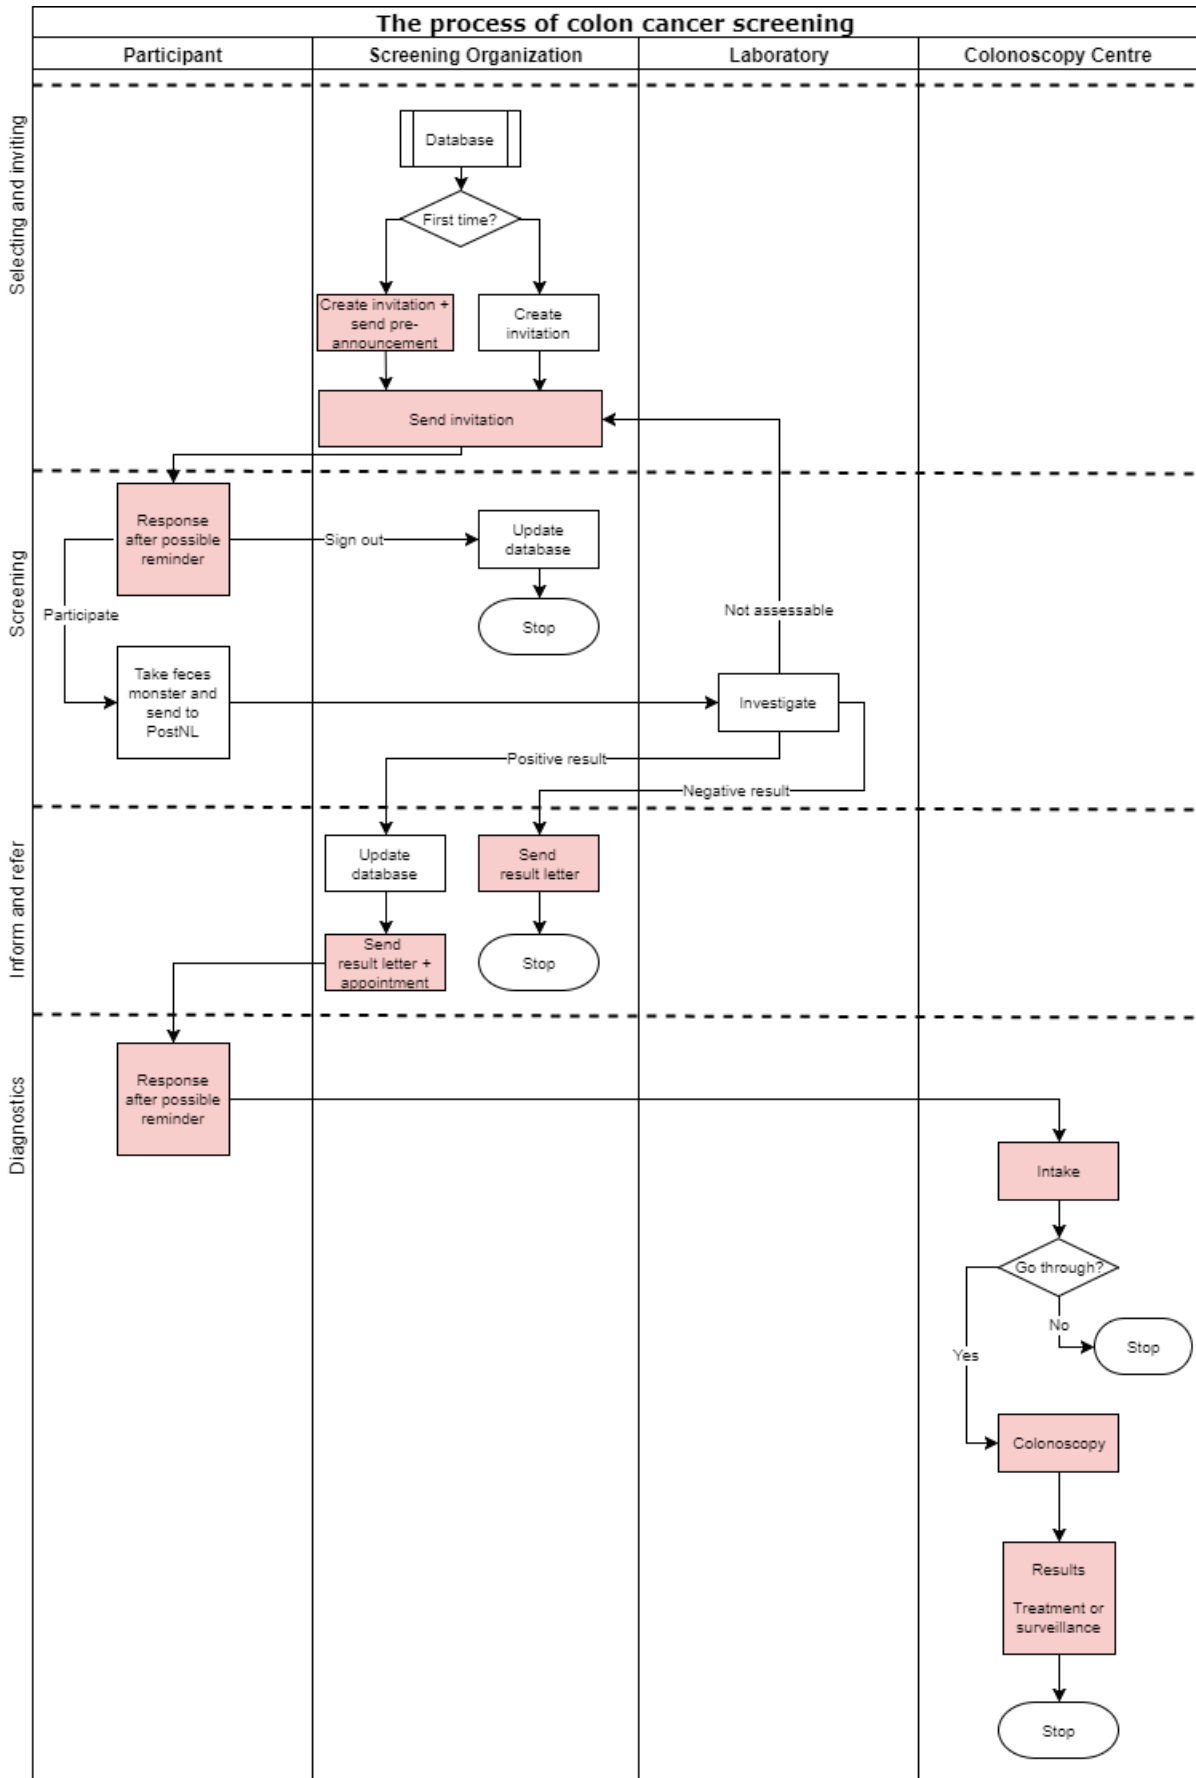 The process of colon cancer screening
Participant
Screening Organization
Laboratory
Colonoscopy Centre
Selecting and inviting
Database
First time?
Create invitation +
send pre-
announcement
Create
invitation
Send invitation
Screening
Response
after possible
reminder
Sign out
Update
database
Stop
Participate
Not assessable
Take feces
monster and
send to
PostNL
Investigate
Positive result
Negative result
Inform and refer
Update
database
Send
result letter
Send
result letter +
appointment
Stop
Diagnostics
Response
after possible
reminder
Intake
Go through?
No
Stop
Yes
Colonoscopy
Results
Treatment or
surveillance
Stop